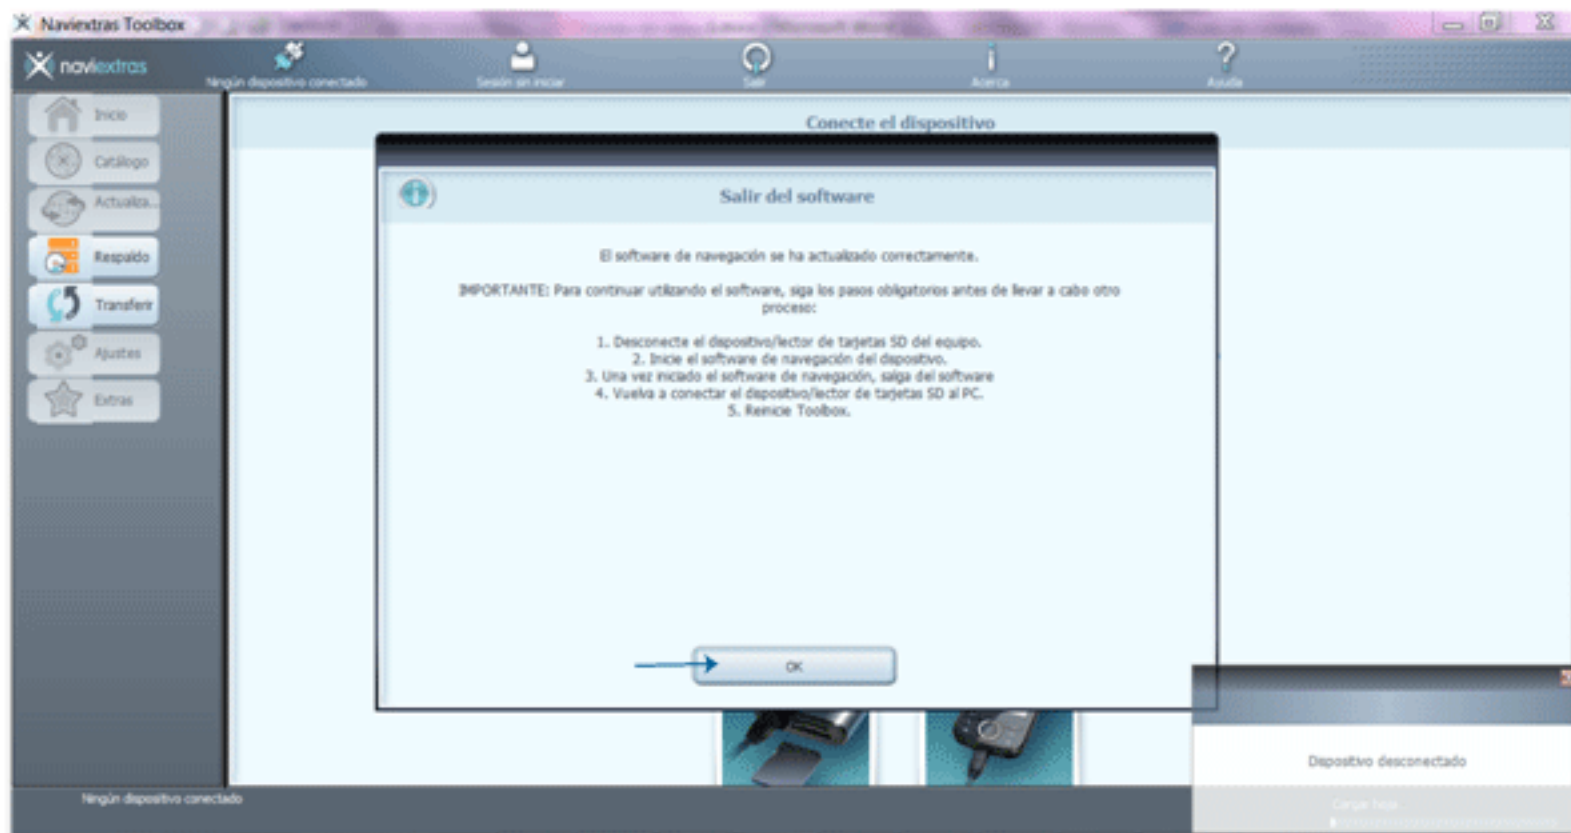 Naviextras Toolbox
naviextras
Ningún dispositivo conectado
Sesión sin iniciar
Salir
Acerca
Ayuda
Inicio
Catálogo
Actualiza...
Respaldo
Transferir
Ajustes
Extras
Conecte el dispositivo
Salir del software
El software de navegación se ha actualizado correctamente.
IMPORTANTE: Para continuar utilizando el software, siga los pasos obligatorios antes de llevar a cabo otro
proceso:
1. Desconecte el dispositivo/lector de tarjetas SD del equipo.
2. Inicie el software de navegación del dispositivo.
3. Una vez iniciado el software de navegación, salga del software
4. Vuelva a conectar el dispositivo/lector de tarjetas SD al PC.
5. Reinicie Toolbox.
OK
Dispositivo desconectado
Ningún dispositivo conectado